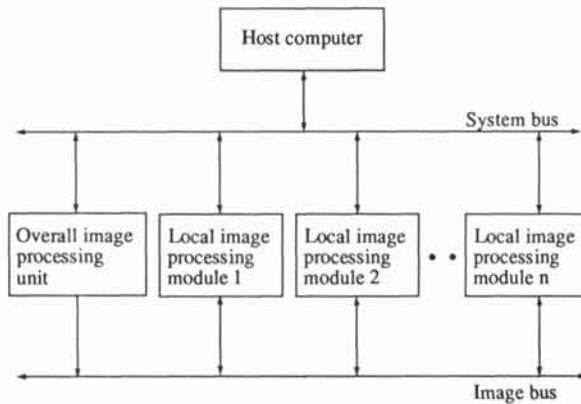 Host computer
System bus
Overall image
processing
unit
Local image
processing
module 1
Local image
processing
module 2
Local image
processing
module n
Image bus